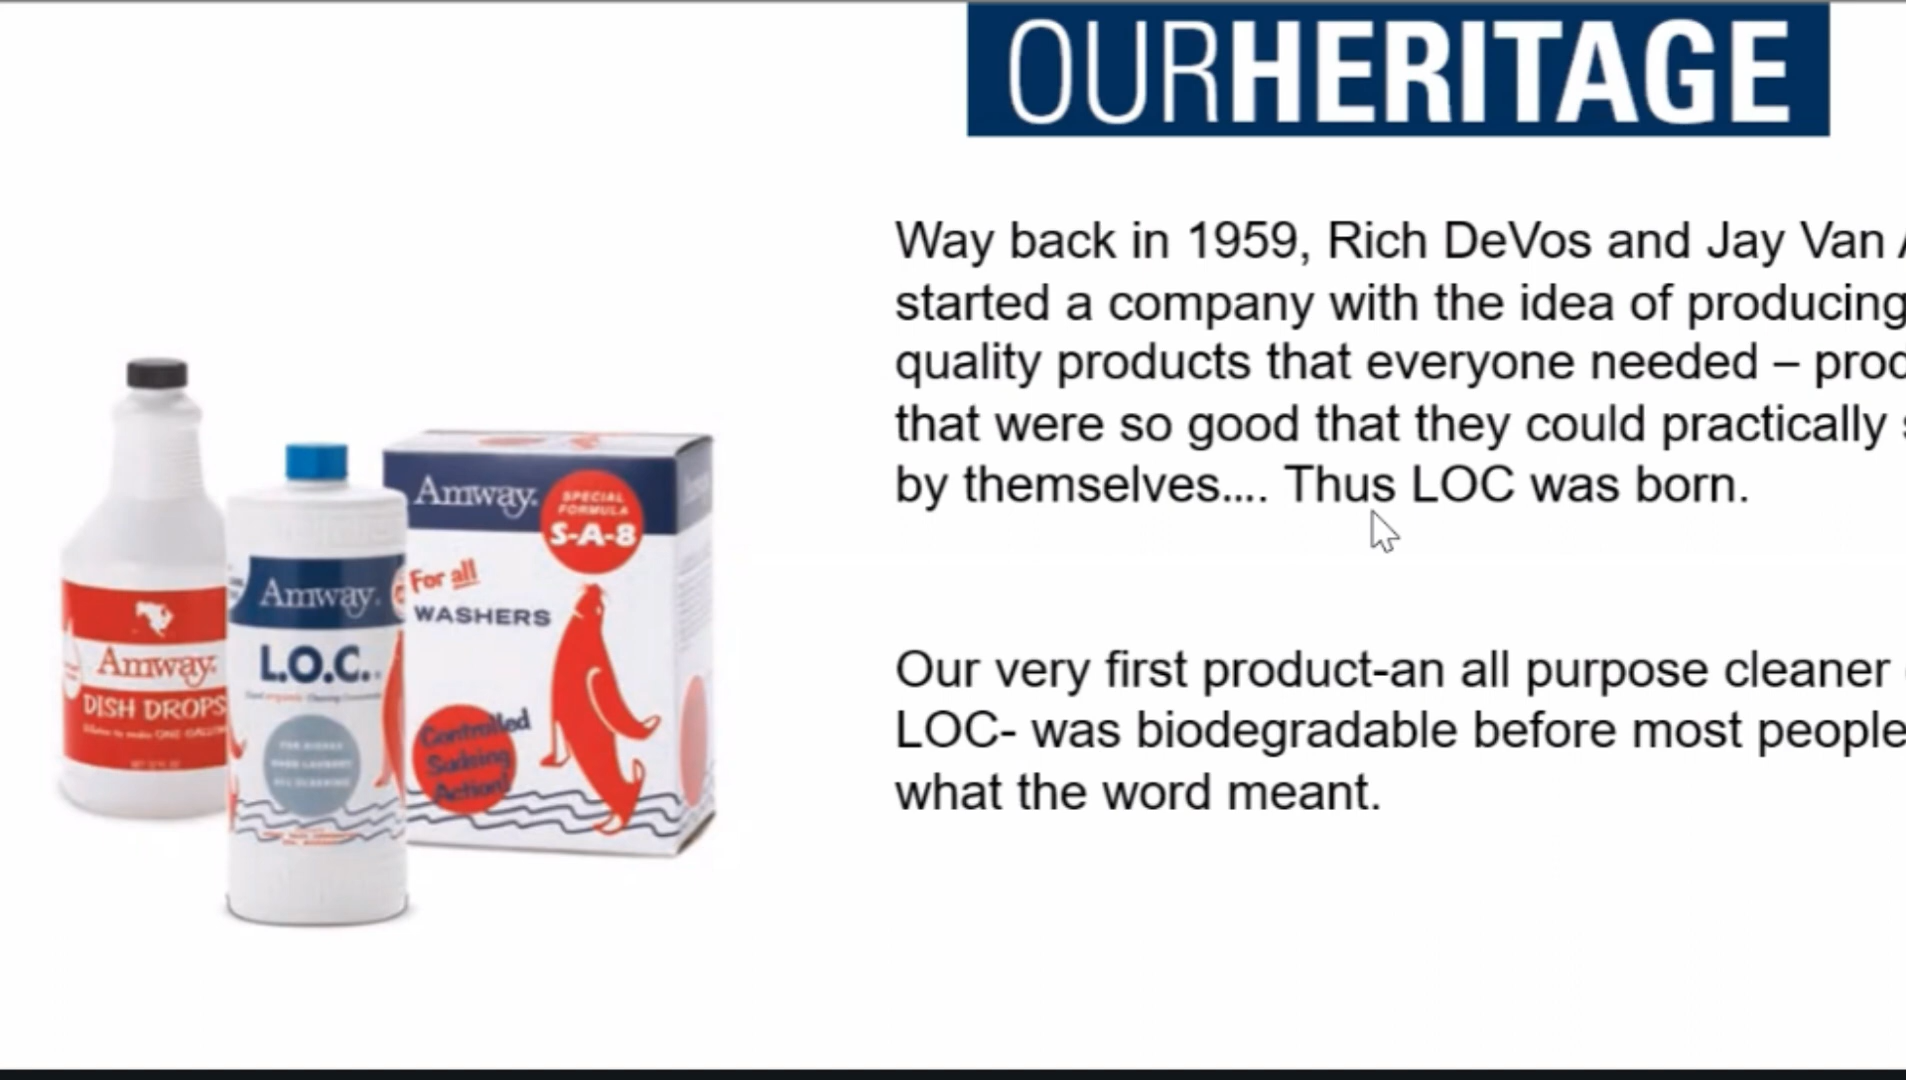 OURHERITAGE
Way back in 1959, Rich DeVos and Jay Van
started a company with the idea of producing
quality products that everyone needed – prod
that were so good that they could practically
by themselves.... Thus LOC was born.
Our very first product-an all purpose cleaner
LOC- was biodegradable before most people
what the word meant.
Amway.
DISH DROPS
Amway.
L.O.C.
Amway.
SPECIAL
FORMULA
S-A-8
For all
WASHERS
Controlled
Sudsing
Action!